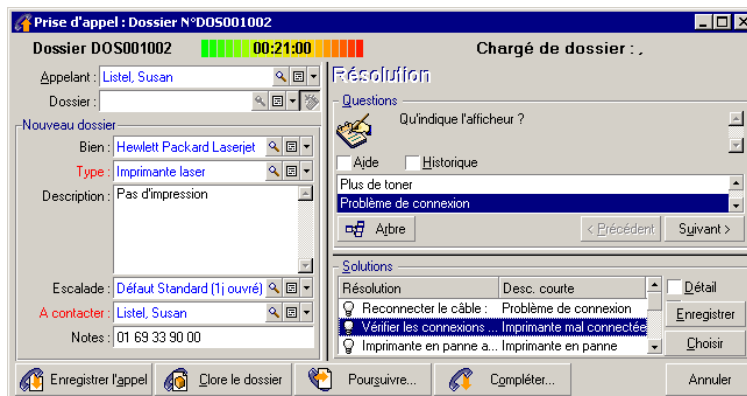 Prise d'appel : Dossier N°DOS001002
Dossier DOS001002
00:21:00
Chargé de dossier : ,
Appelant : Listel, Susan
Dossier :
Nouveau dossier
Bien : Hewlett Packard Laserjet
Type : Imprimante laser
Description : Pas d'impression
Escalade : Défaut Standard (1j ouvré)
A contacter : Listel, Susan
Notes : 01 69 33 90 00
Résolution
Questions
Qu'indique l'afficheur ?
Aide Historique
Plus de toner
Problème de connexion
Arbre < Précédent Suivant >
Solutions
Résolution Desc. courte
Reconnecter le câble : Problème de connexion
Vérifier les connexions ... Imprimante mal connectée
Imprimante en panne a... Imprimante en panne
Détail
Enregistrer
Choisir
Enregistrer l'appel Clore le dossier Poursuivre... Compléter... Annuler